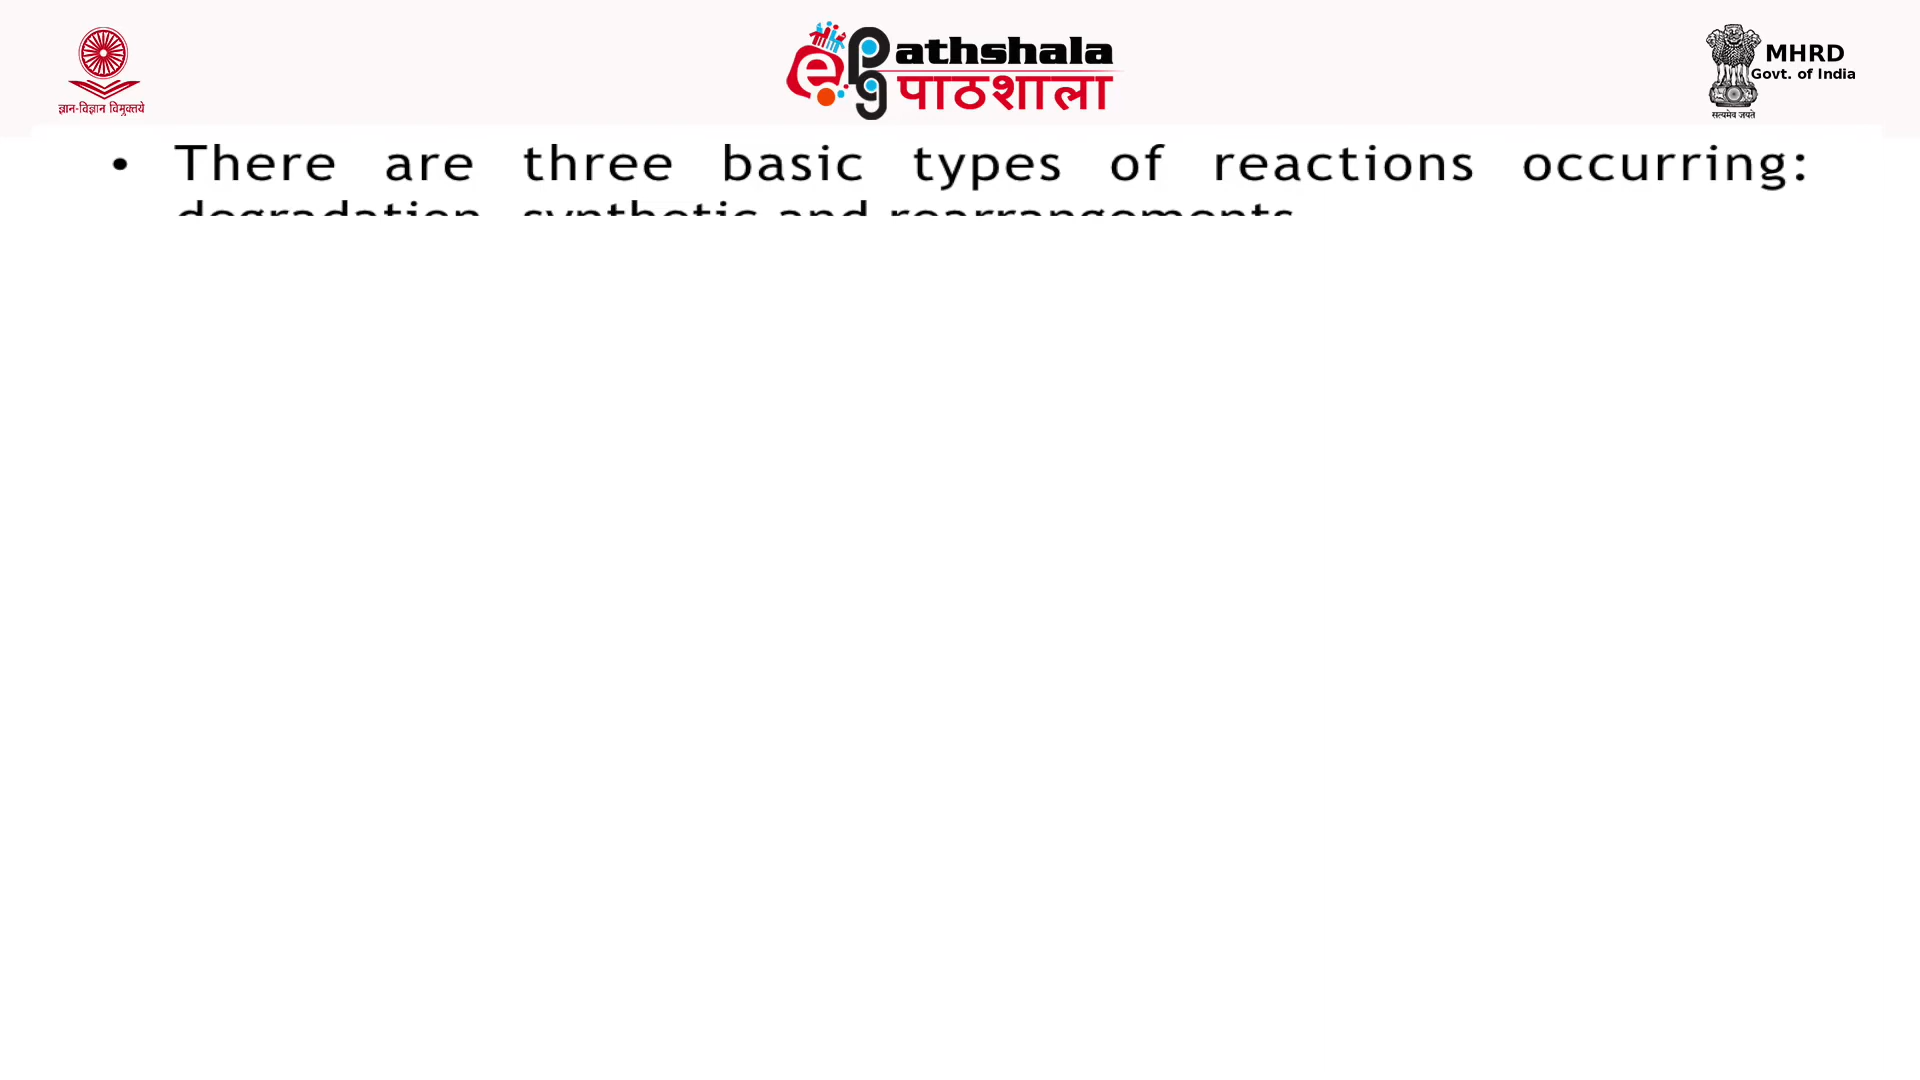 ज्ञान-विज्ञान विमुक्तये
ePG athshala
पाठशाला
MHRD
Govt. of India
सत्यमेव जयते
• There are three basic types of reactions occurring:
degradation, synthetic and rearrangements